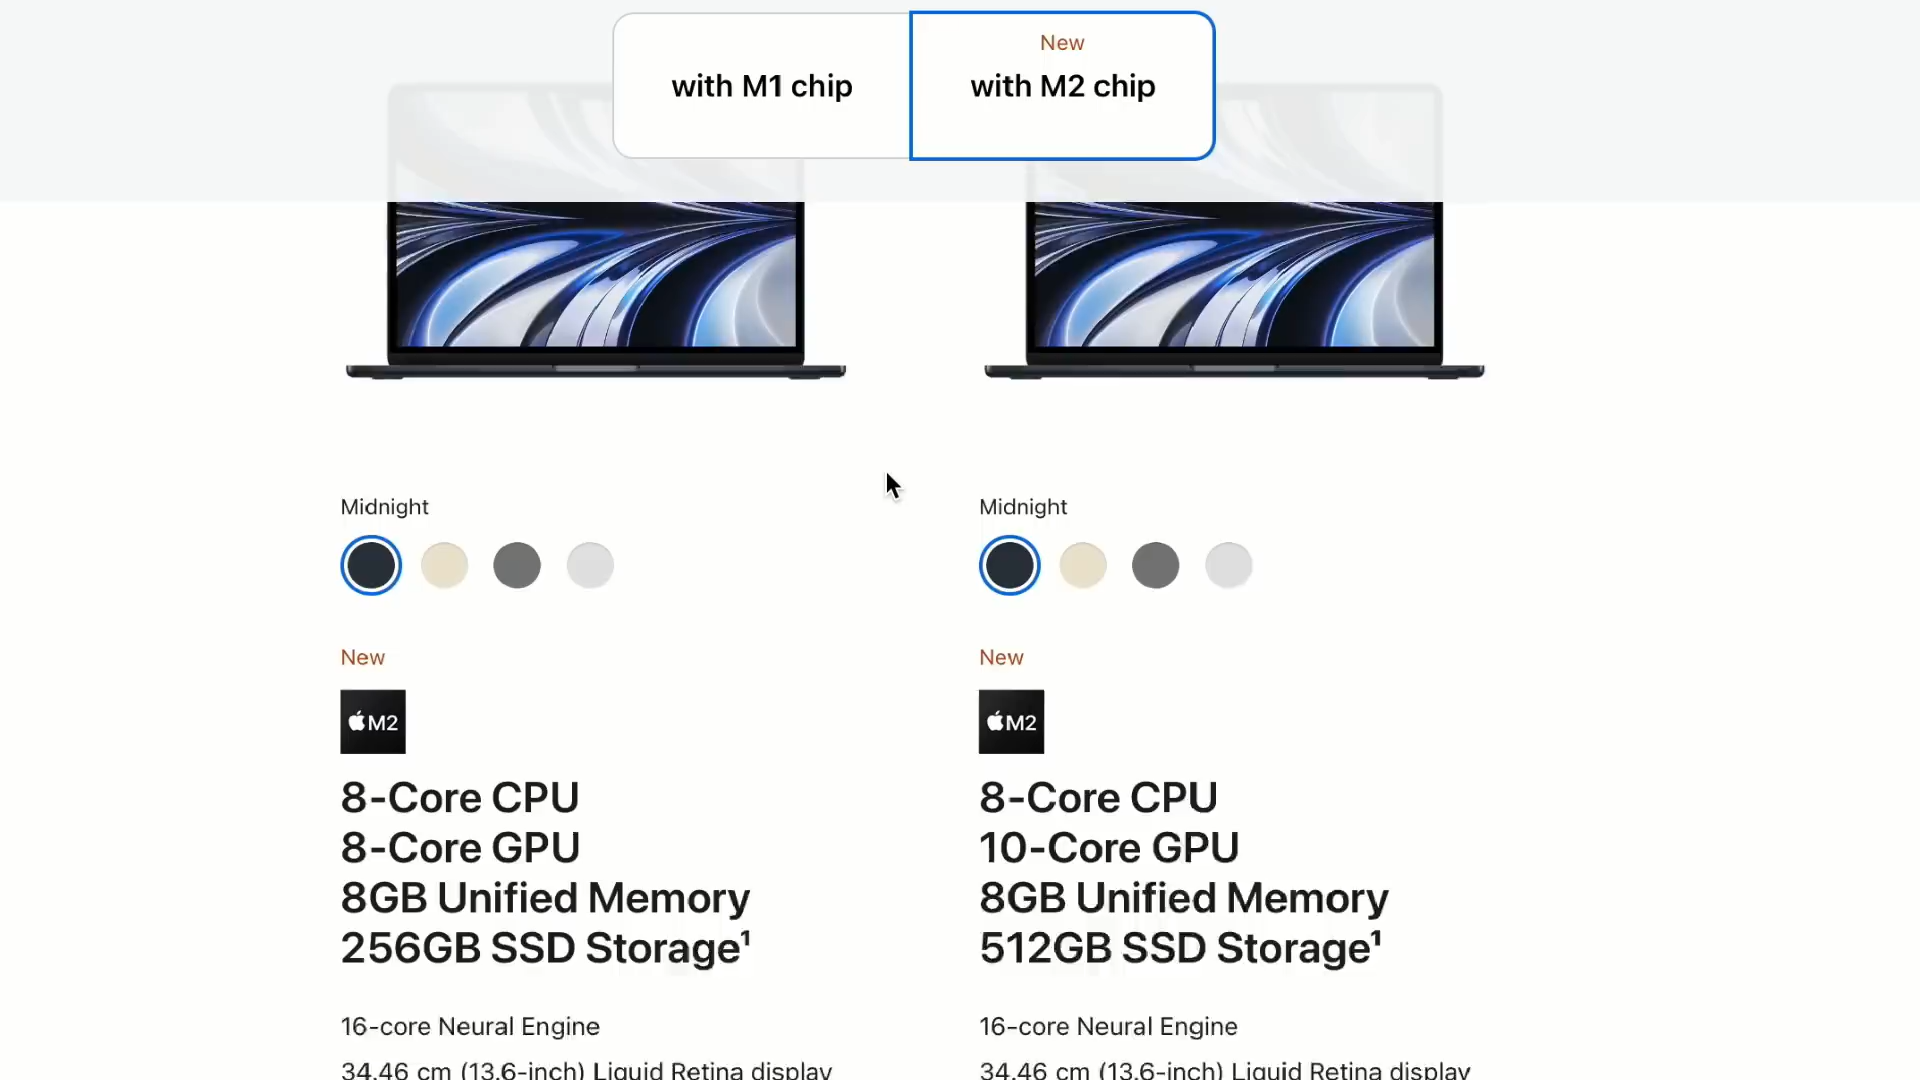 with M1 chip
New
with M2 chip
Midnight
Midnight
New
New
M2
M2
8-Core CPU
8-Core GPU
8GB Unified Memory
256GB SSD Storage¹
8-Core CPU
10-Core GPU
8GB Unified Memory
512GB SSD Storage¹
16-core Neural Engine
34.46 cm (13.6-inch) Liquid Retina display
16-core Neural Engine
34.46 cm (13.6-inch) Liquid Retina display